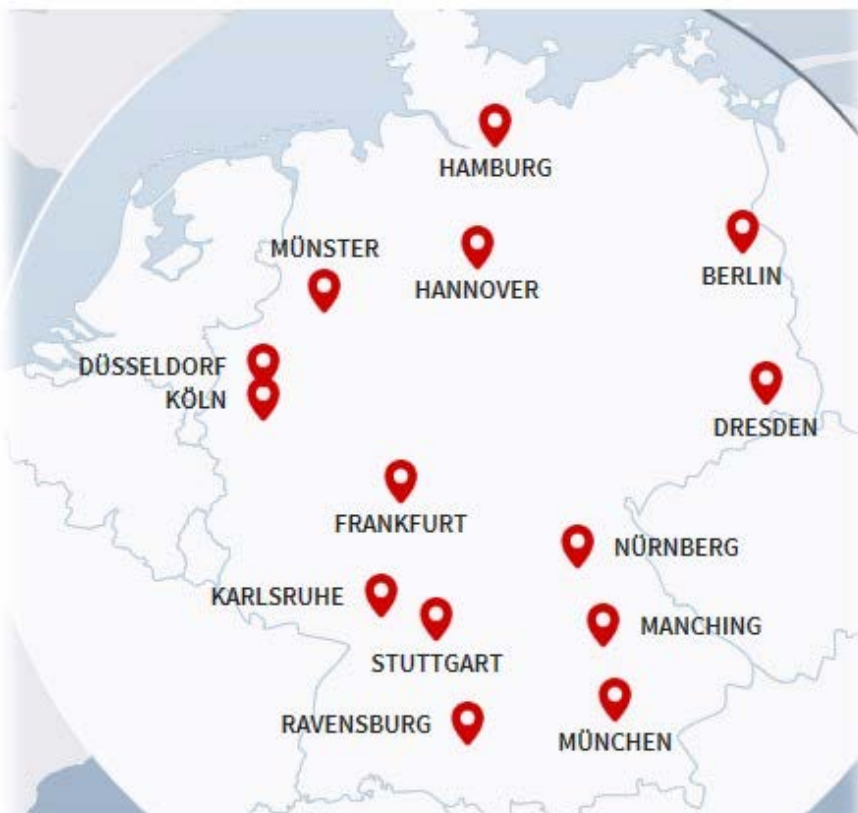 HAMBURG
MÜNSTER
HANNOVER
BERLIN
DÜSSELDORF
KÖLN
DRESDEN
FRANKFURT
NÜRNBERG
KARLSRUHE
MANCHING
STUTTGART
RAVENSBURG
MÜNCHEN